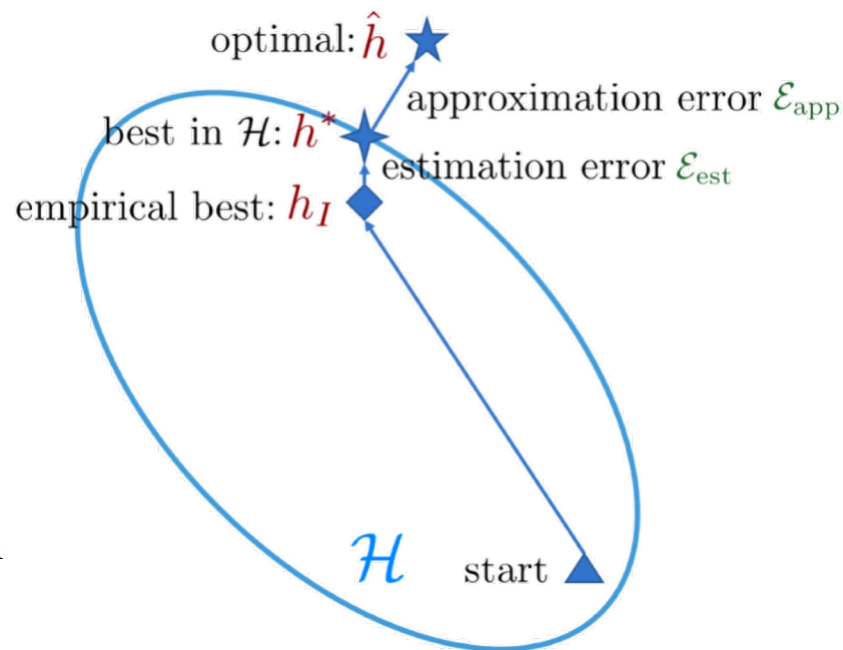 optimal: ĥ
approximation error ℰ_app
best in ℋ: h*
estimation error ℰ_est
empirical best: h_I
ℋ
start